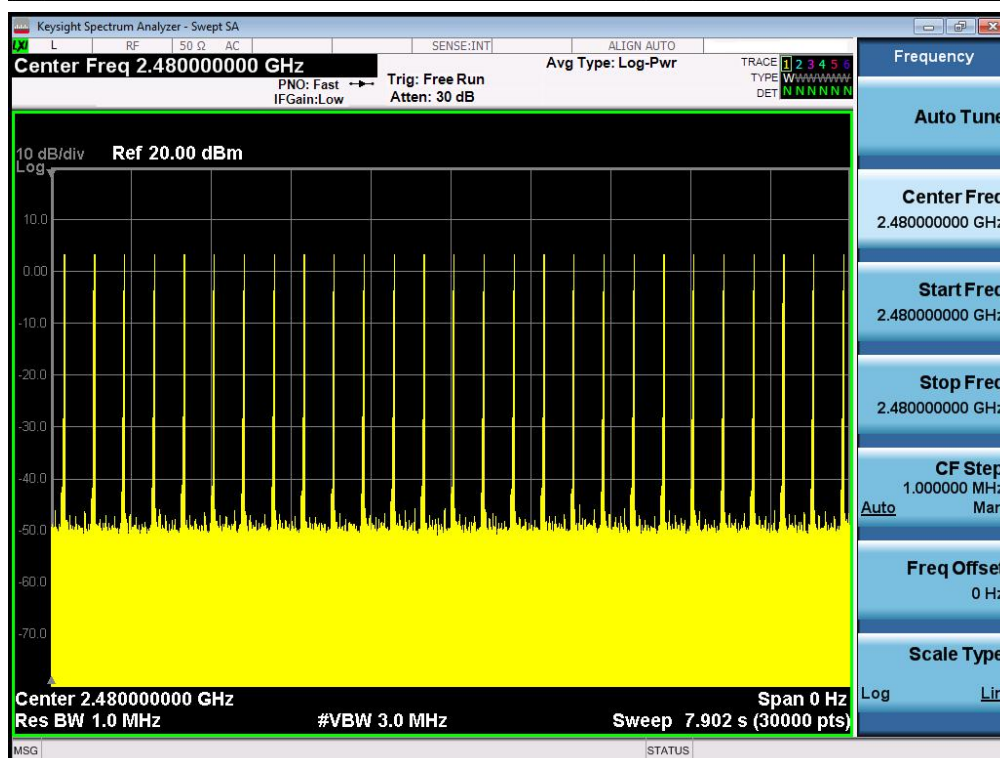 Keysight Spectrum Analyzer - Swept SA
LXI L RF 50 Ω AC SENSE:INT ALIGN AUTO
Center Freq 2.480000000 GHz
PNO: Fast
IFGain:Low
Trig: Free Run
Atten: 30 dB
Avg Type: Log-Pwr
TRACE 1 2 3 4 5 6
TYPE W W W W W W
DET N N N N N N
10 dB/div Ref 20.00 dBm
Log
10.0
0.00
-10.0
-20.0
-30.0
-40.0
-50.0
-60.0
-70.0
Center 2.480000000 GHz Span 0 Hz
Res BW 1.0 MHz #VBW 3.0 MHz Sweep 7.902 s (30000 pts)
MSG STATUS
Frequency
Auto Tune
Center Freq
2.480000000 GHz
Start Freq
2.480000000 GHz
Stop Freq
2.480000000 GHz
CF Step
1.000000 MHz
Auto Man
Freq Offset
0 Hz
Scale Type
Log Lin